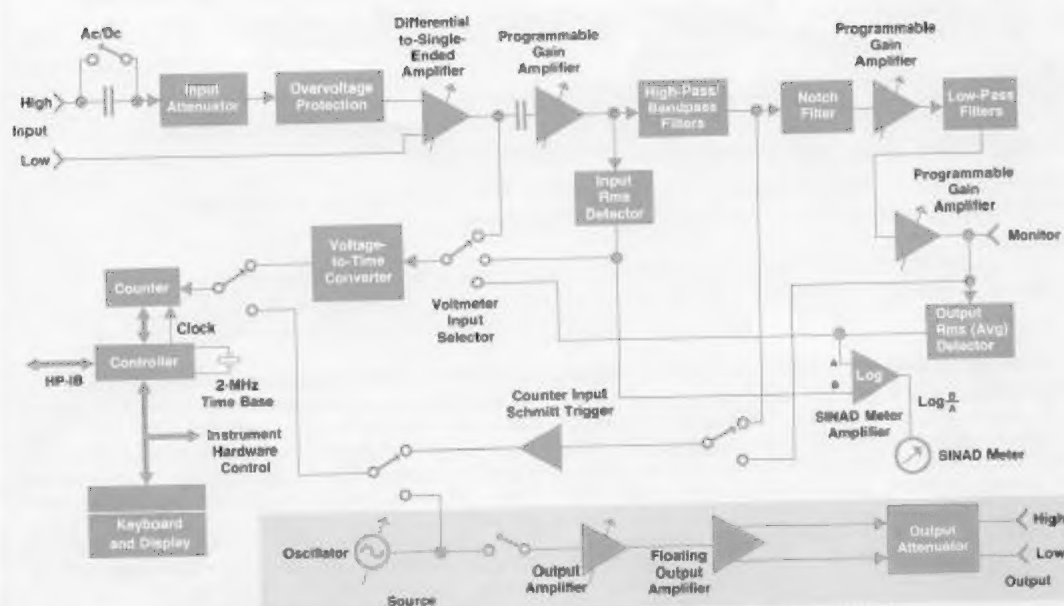 Ac/Dc
High
Input
Low
Input
Attenuator
Overvoltage
Protection
Differential
to-Single-
Ended
Amplifier
Programmable
Gain
Amplifier
High-Pass/
Bandpass
Filters
Notch
Filter
Programmable
Gain
Amplifier
Low-Pass
Filters
Input
Rms
Detector
Programmable
Gain
Amplifier
Monitor
Voltage-
to-Time
Converter
Voltmeter
Input
Selector
Counter
Clock
Controller
HP-IB
2-MHz
Time Base
Output
Rms (Avg)
Detector
A
B
Log
Log B/A
SINAD Meter
Amplifier
SINAD Meter
Counter Input
Schmitt Trigger
Instrument
Hardware
Control
Keyboard
and Display
Oscillator
Source
Output
Amplifier
Floating
Output
Amplifier
Output
Attenuator
High
Low
Output